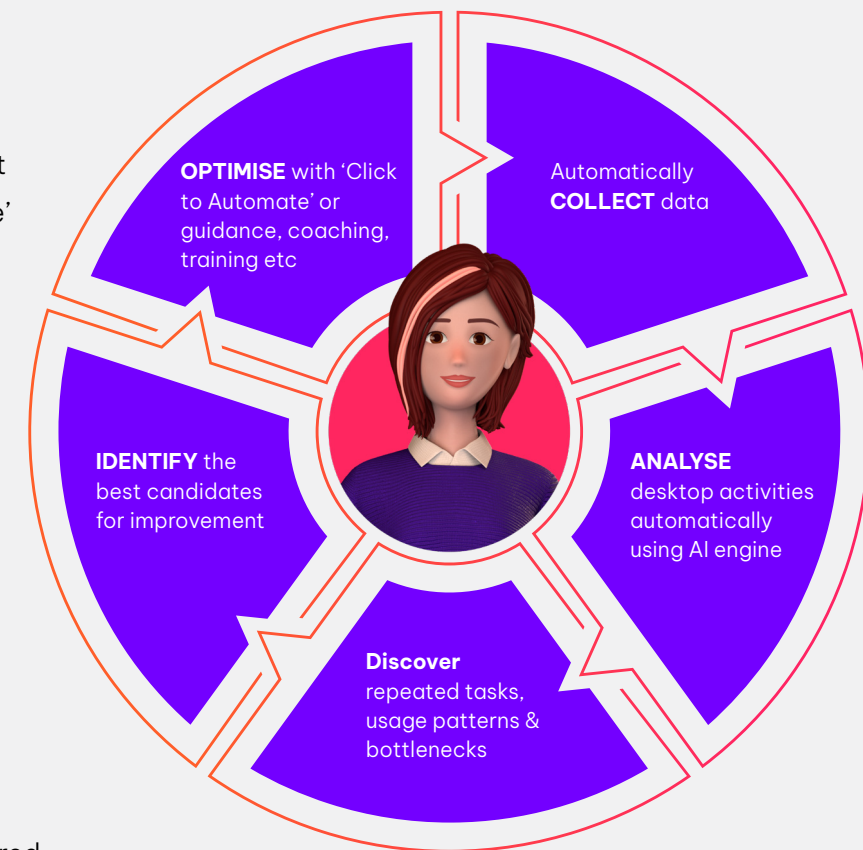 OPTIMISE with ‘Click
to Automate’ or
guidance, coaching,
training etc
Automatically
COLLECT data
ANALYSE
desktop activities
automatically
using AI engine
Discover
repeated tasks,
usage patterns &
bottlenecks
IDENTIFY the
best candidates
for improvement